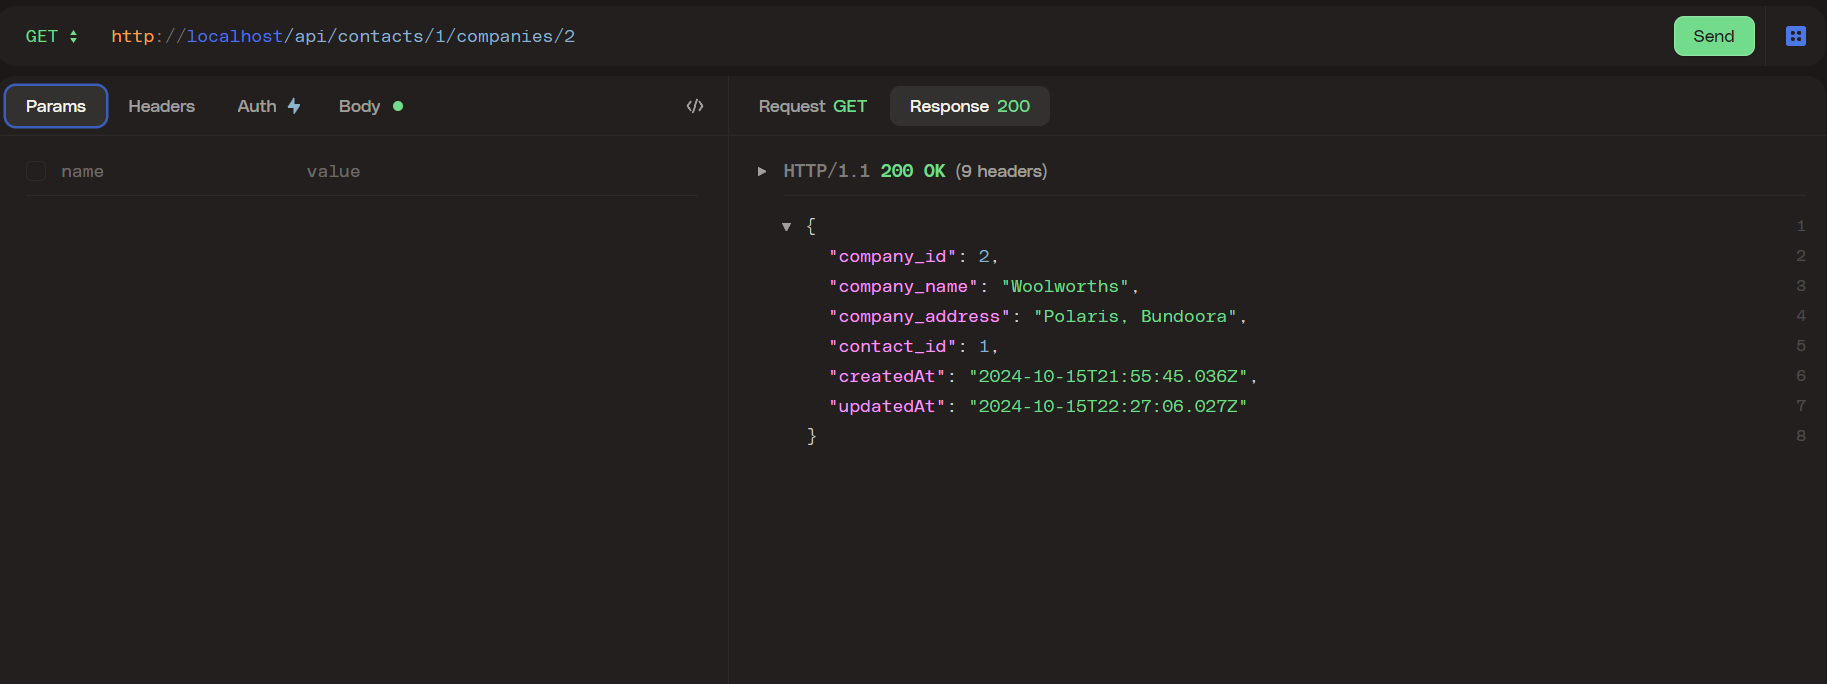 GET http://localhost/api/contacts/1/companies/2 Send
Params Headers Auth Body </>
name value
Request GET Response 200
HTTP/1.1 200 OK (9 headers)
{ 1
"company_id": 2, 2
"company_name": "Woolworths", 3
"company_address": "Polaris, Bundoora", 4
"contact_id": 1, 5
"createdAt": "2024-10-15T21:55:45.036Z", 6
"updatedAt": "2024-10-15T22:27:06.027Z" 7
} 8